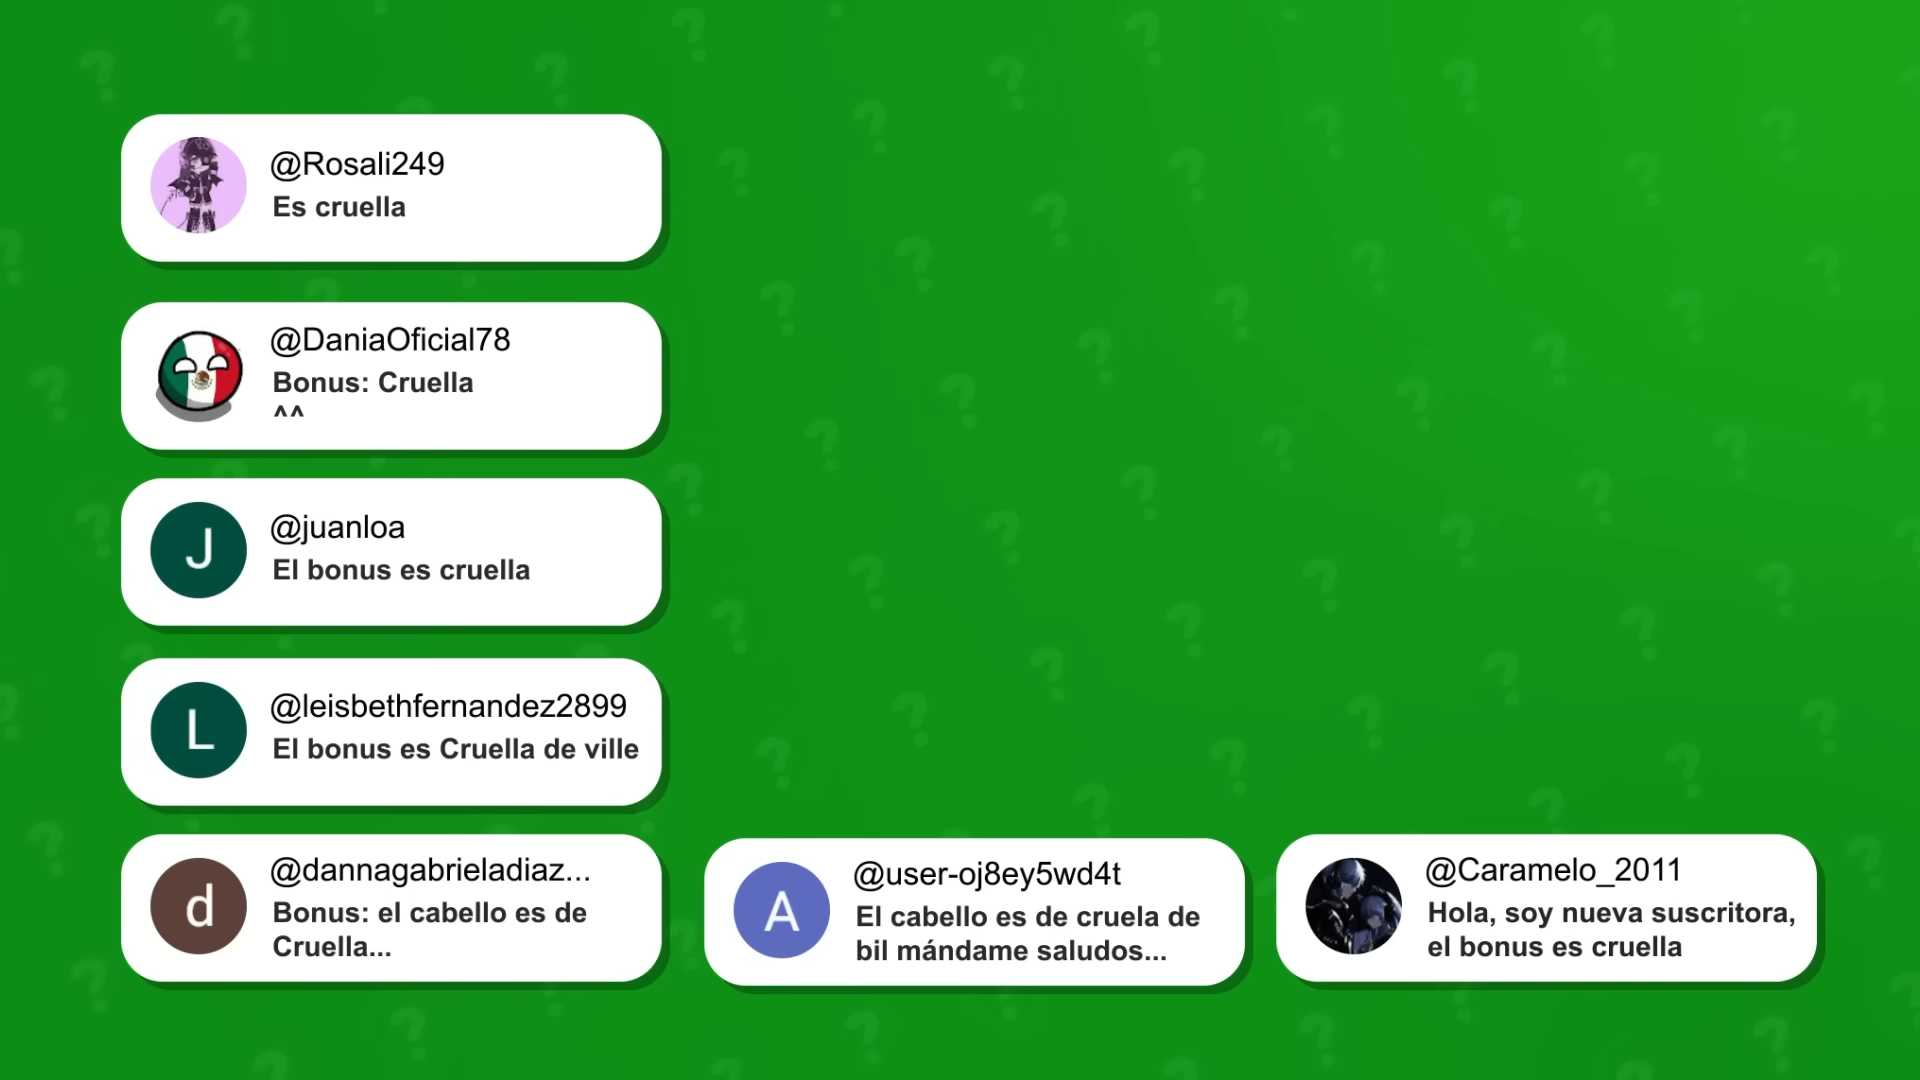 @Rosali249
Es cruella
@DaniaOficial78
Bonus: Cruella
^^
J
@juanloa
El bonus es cruella
L
@leisbethfernandez2899
El bonus es Cruella de ville
d
@dannagabrieladiaz...
Bonus: el cabello es de
Cruella...
A
@user-oj8ey5wd4t
El cabello es de cruela de
bil mándame saludos...
@Caramelo_2011
Hola, soy nueva suscritora,
el bonus es cruella